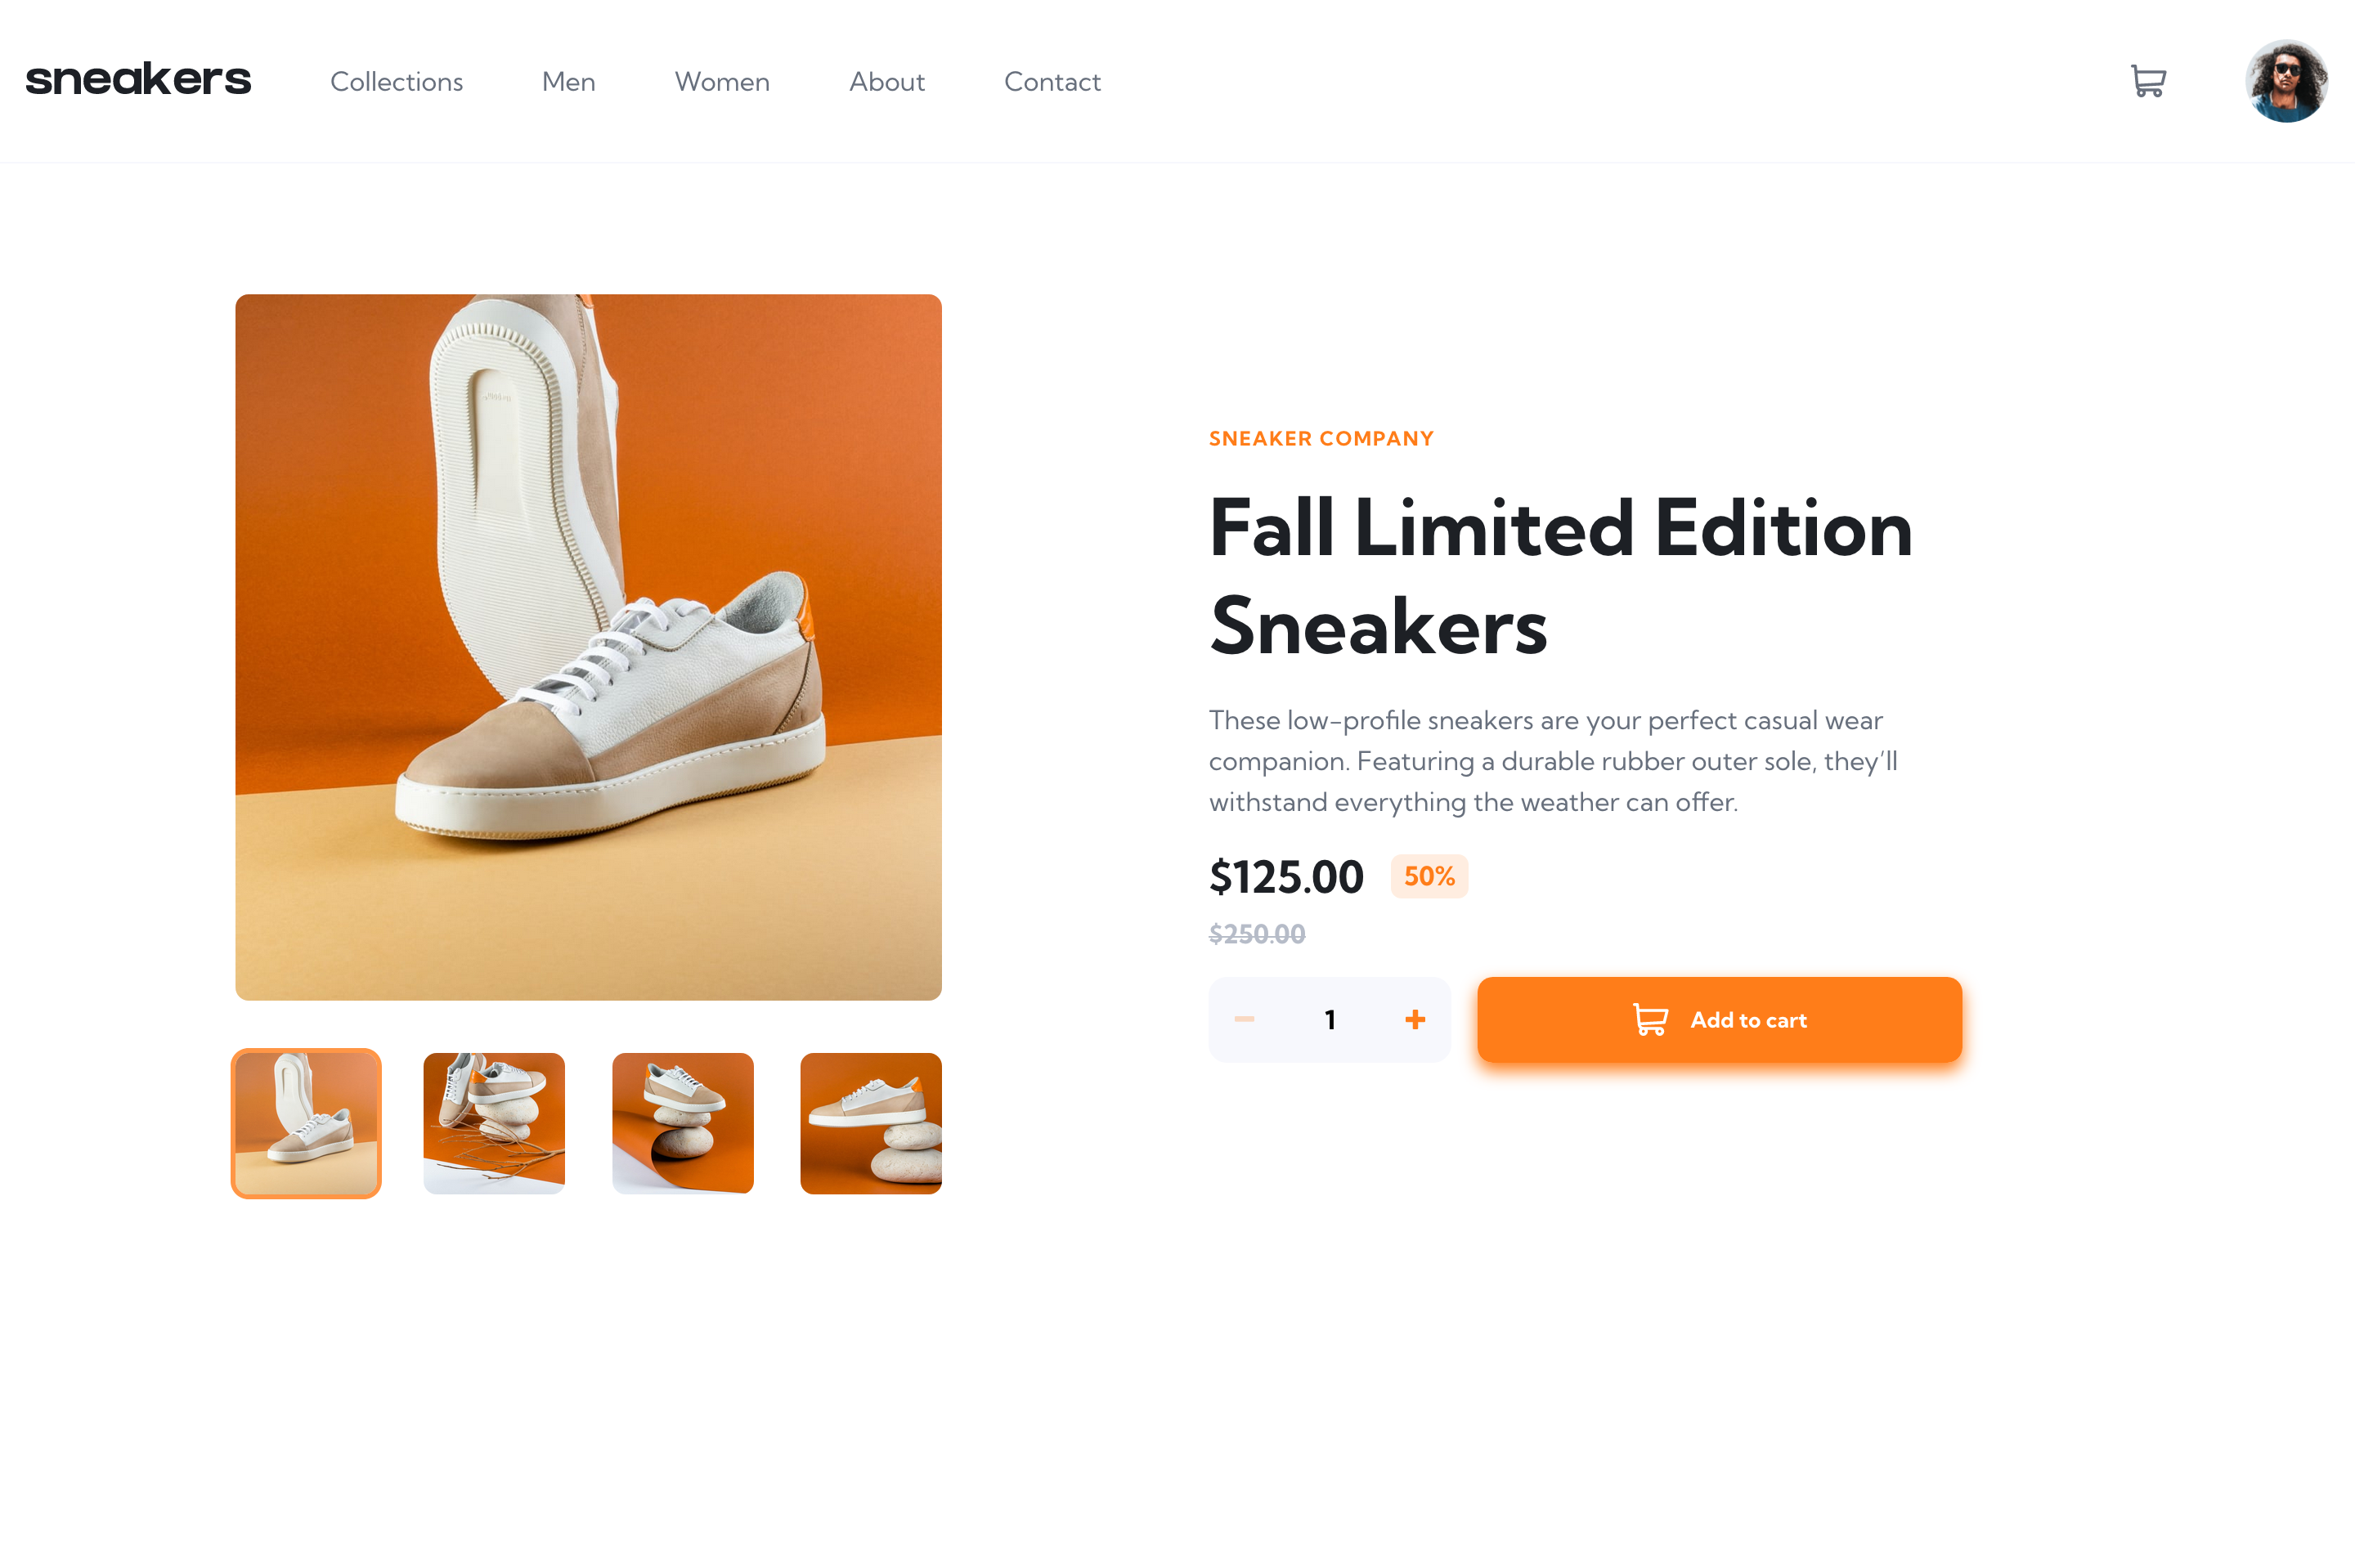 sneakers
Collections Men Women About Contact
SNEAKER COMPANY
Fall Limited Edition
Sneakers
These low-profile sneakers are your perfect casual wear
companion. Featuring a durable rubber outer sole, they’ll
withstand everything the weather can offer.
$125.00 50%
$250.00
1 Add to cart